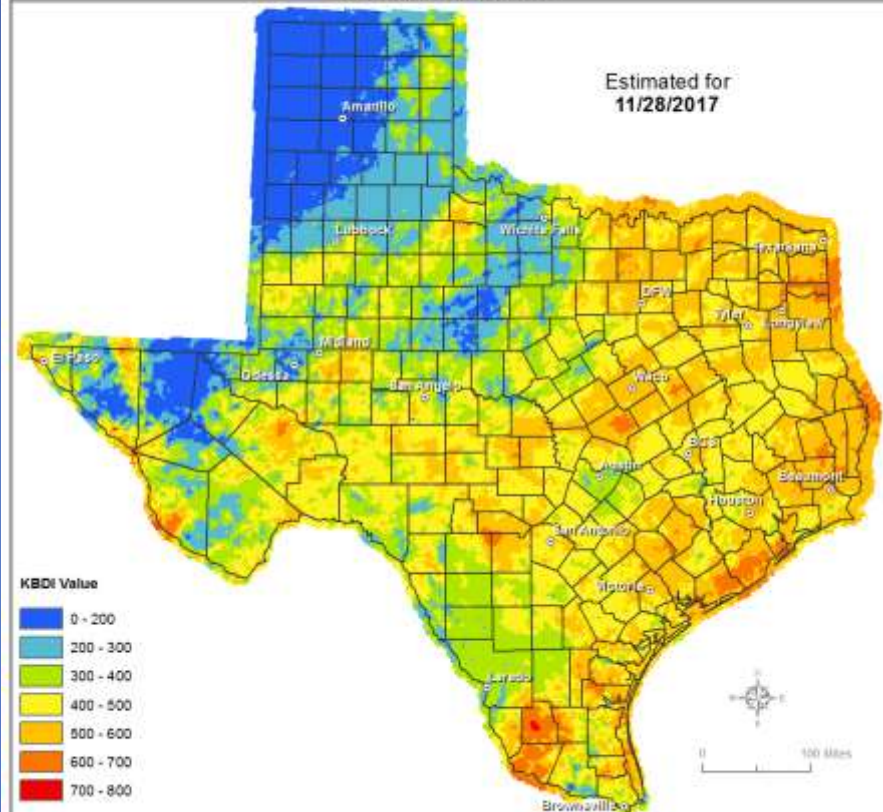 Estimated for
11/28/2017
Amarillo
Lubbock
Wichita Falls
Texarkana
DFW
Tyler
Longview
El Paso
Midland
Odessa
San Angelo
Waco
BCS
Austin
Beaumont
Houston
San Antonio
Victoria
KBDI Value
0 - 200
200 - 300
300 - 400
400 - 500
500 - 600
600 - 700
700 - 800
Laredo
0 100 Miles
Brownsville